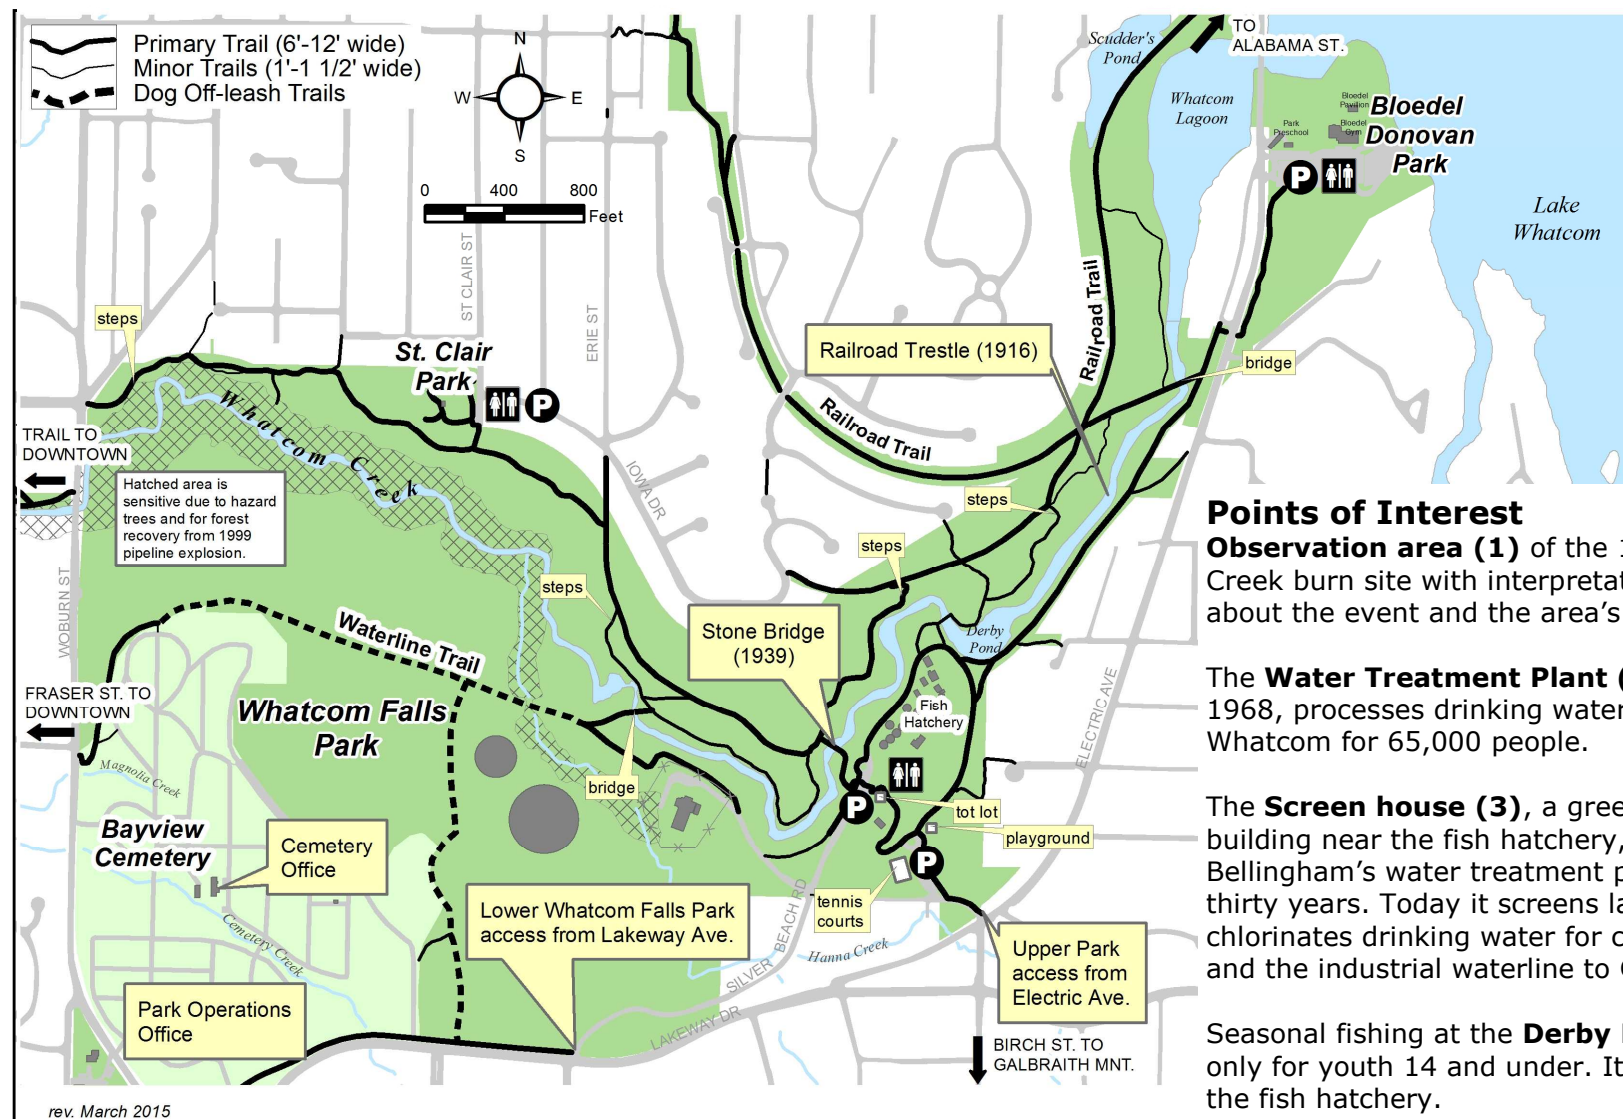 Primary Trail (6'-12' wide)
Minor Trails (1'-1 1/2' wide)
Dog Off-leash Trails
N
W
E
S
0 400 800
Feet
TO
ALABAMA ST.
Scudder's
Pond
Whatcom
Lagoon
Bloedel
Pavilion
Park
Preschool
Bloedel
Gym
Bloedel
Donovan
Park
P
Lake
Whatcom
ST CLAIR ST
ERIE ST
steps
St. Clair
Park
P
Railroad Trestle (1916)
Railroad Trail
Railroad Trail
bridge
Whatcom Creek
TRAIL TO
DOWNTOWN
Hatched area is
sensitive due to hazard
trees and for forest
recovery from 1999
pipeline explosion.
IOWA DR
steps
steps
steps
WOBURN ST
Waterline Trail
Stone Bridge
(1939)
Derby
Pond
Fish
Hatchery
ELECTRIC AVE
FRASER ST. TO
DOWNTOWN
Whatcom Falls
Park
Magnolia Creek
bridge
P
tot lot
playground
P
Bayview
Cemetery
Cemetery
Office
Cemetery Creek
tennis
courts
Lower Whatcom Falls Park
access from Lakeway Ave.
SILVER BEACH RD
Hanna Creek
Upper Park
access from
Electric Ave.
Park Operations
Office
LAKEWAY DR
BIRCH ST. TO
GALBRAITH MNT.
rev. March 2015
Points of Interest
Observation area (1) of the
Creek burn site with interpretat
about the event and the area's
The Water Treatment Plant (
1968, processes drinking water
Whatcom for 65,000 people.
The Screen house (3), a gree
building near the fish hatchery,
Bellingham's water treatment p
thirty years. Today it screens la
chlorinates drinking water for c
and the industrial waterline to
Seasonal fishing at the Derby
only for youth 14 and under. It
the fish hatchery.